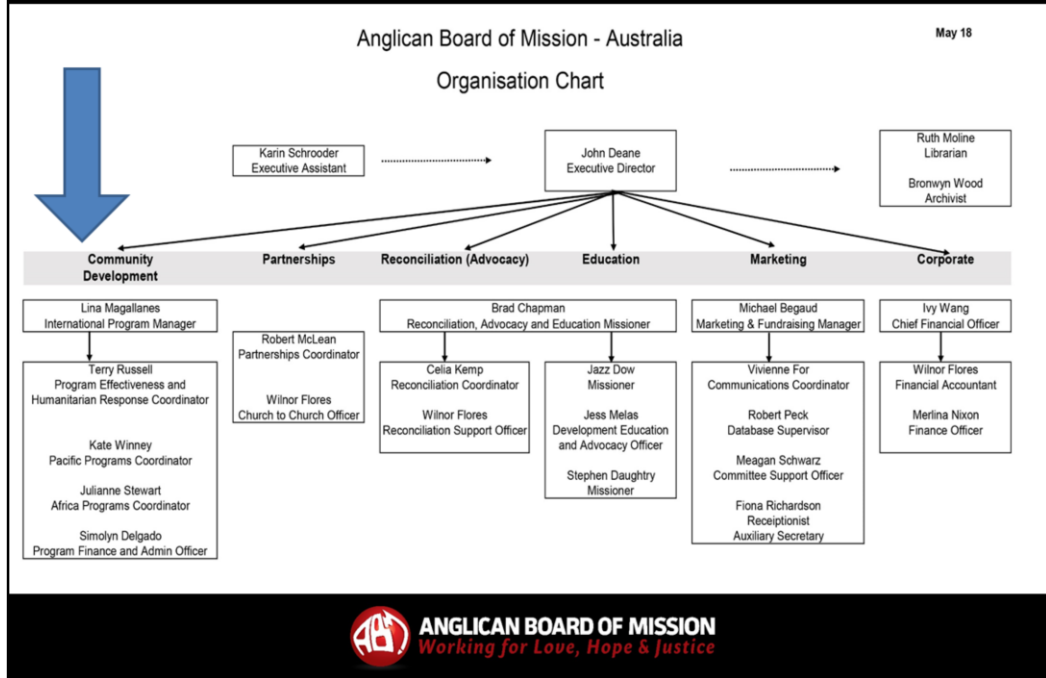 Anglican Board of Mission - Australia
May 18
Organisation Chart
Karin Schrooder
Executive Assistant
John Deane
Executive Director
Ruth Moline
Librarian
Bronwyn Wood
Archivist
Community
Development
Partnerships
Reconciliation (Advocacy)
Education
Marketing
Corporate
Lina Magallanes
International Program Manager
Terry Russell
Program Effectiveness and
Humanitarian Response Coordinator
Kate Winney
Pacific Programs Coordinator
Julianne Stewart
Africa Programs Coordinator
Simolyn Delgado
Program Finance and Admin Officer
Robert McLean
Partnerships Coordinator
Wilnor Flores
Church to Church Officer
Brad Chapman
Reconciliation, Advocacy and Education Missioner
Celia Kemp
Reconciliation Coordinator
Wilnor Flores
Reconciliation Support Officer
Jazz Dow
Missioner
Jess Melas
Development Education
and Advocacy Officer
Stephen Daughtry
Missioner
Michael Begaud
Marketing & Fundraising Manager
Vivienne For
Communications Coordinator
Robert Peck
Database Supervisor
Meagan Schwarz
Committee Support Officer
Fiona Richardson
Receiptionist
Auxiliary Secretary
Ivy Wang
Chief Financial Officer
Wilnor Flores
Financial Accountant
Merlina Nixon
Finance Officer
ABM
ANGLICAN BOARD OF MISSION
Working for Love, Hope & Justice